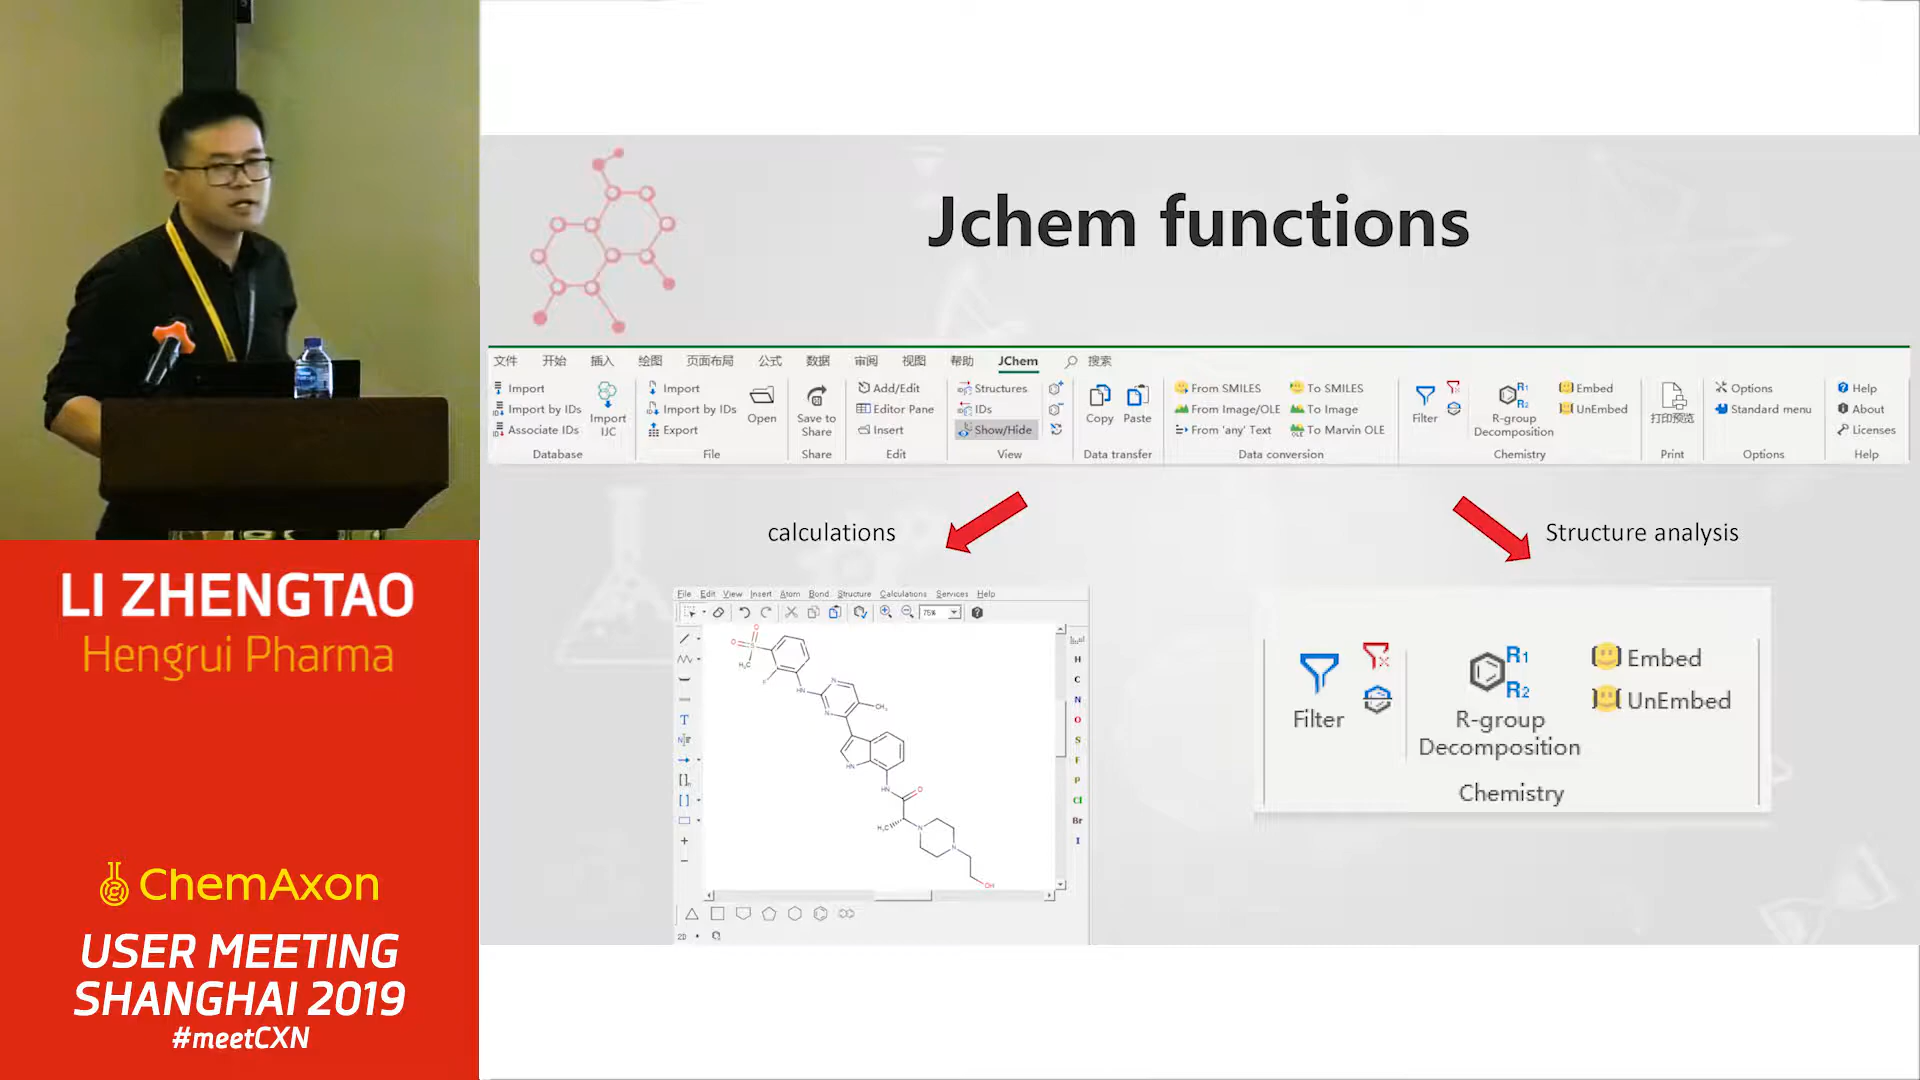 Jchem functions
文件 开始 插入 绘图 页面布局 公式 数据 审阅 视图 帮助 JChem 搜索
Import
Import by IDs
Associate IDs
Import IJC
Database
Import
Import by IDs
Export
Open
File
Save to Share
Share
Add/Edit
Editor Pane
Insert
Edit
Structures
IDs
Show/Hide
View
Copy Paste
Data transfer
From SMILES
From Image/OLE
From 'any' Text
To SMILES
To Image
To Marvin OLE
Data conversion
Filter
R-group Decomposition
Embed
UnEmbed
Chemistry
打印预览
Print
Options
Standard menu
Options
Help
About
Licenses
Help
calculations
Structure analysis
File Edit View Insert Atom Bond Structure Calculations Services Help
75%
H
C
N
O
S
F
P
Cl
Br
I
2D
Filter
R1
R2
R-group
Decomposition
Embed
UnEmbed
Chemistry
LI ZHENGTAO
Hengrui Pharma
ChemAxon
USER MEETING
SHANGHAI 2019
#meetCXN